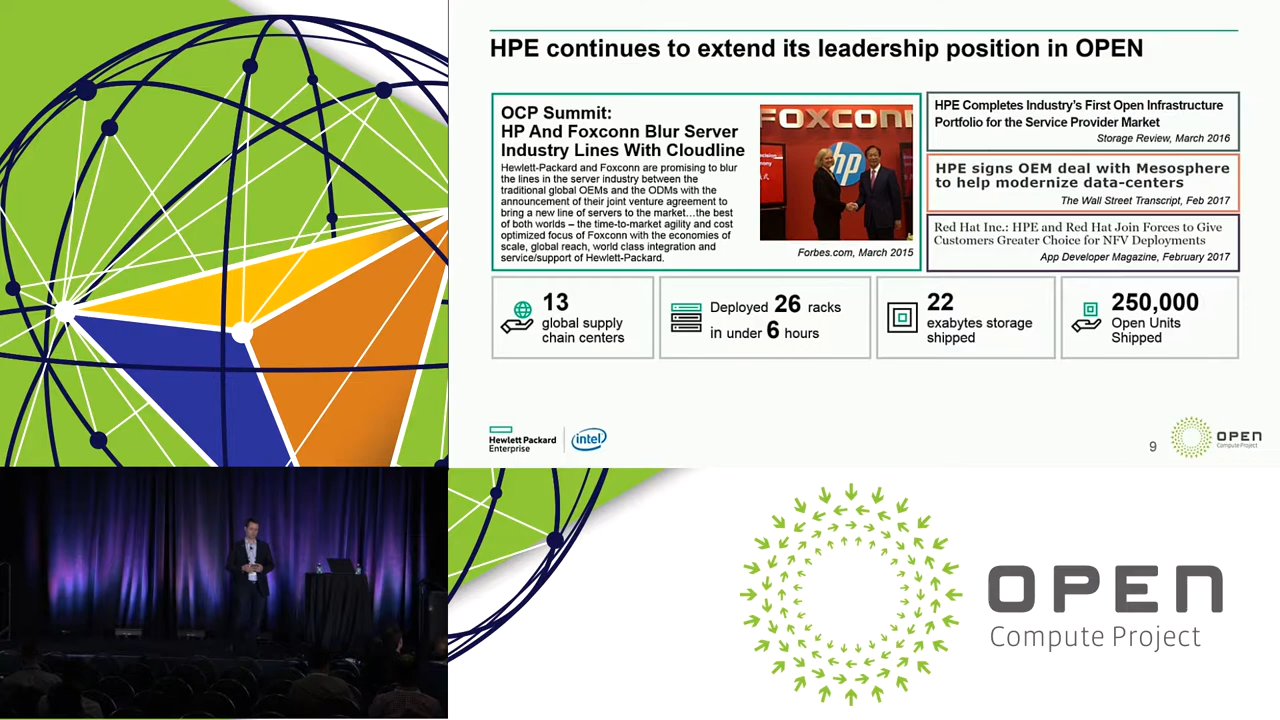 HPE continues to extend its leadership position in OPEN
OCP Summit:
HP And Foxconn Blur Server
Industry Lines With Cloudline
Hewlett-Packard and Foxconn are promising to blur
the lines in the server industry between the
traditional global OEMs and the ODMs with the
announcement of their joint venture agreement to
bring a new line of servers to the market…the best
of both worlds – the time-to-market agility and cost
optimized focus of Foxconn with the economies of
scale, global reach, world class integration and
service/support of Hewlett-Packard.
FOXCONN
hp
Forbes.com, March 2015
HPE Completes Industry's First Open Infrastructure
Portfolio for the Service Provider Market
Storage Review, March 2016
HPE signs OEM deal with Mesosphere
to help modernize data-centers
The Wall Street Transcript, Feb 2017
Red Hat Inc.: HPE and Red Hat Join Forces to Give
Customers Greater Choice for NFV Deployments
App Developer Magazine, February 2017
13
global supply
chain centers
Deployed 26 racks
in under 6 hours
22
exabytes storage
shipped
250,000
Open Units
Shipped
Hewlett Packard
Enterprise
intel
9
OPEN
Compute Project
OPEN
Compute Project